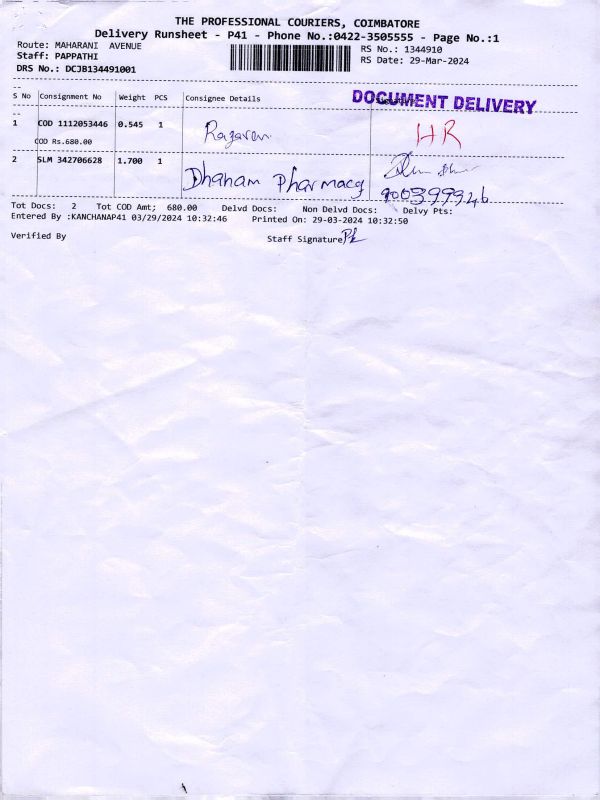 THE PROFESSIONAL COURIERS, COIMBATORE
Delivery Runsheet - P41 - Phone No.:0422-3505555 - Page No.:1
Route: MAHARANI AVENUE
RS No.: 1344910
Staff: PAPPATHI
RS Date: 29-Mar-2024
DRS No.: DCJB134491001
S No Consignment No Weight PCS Consignee Details
DOCUMENT DELIVERY
1 COD 1112053446 0.545 1 HR
COD Rs.680.00
2 SLM 342706628 1.700 1 Dhanam Pharmacy
Tot Docs: 2 Tot COD Amt; 680.00 Delvd Docs: Non Delvd Docs: Delvy Pts:
Entered By :KANCHANAP41 03/29/2024 10:32:46 Printed On: 29-03-2024 10:32:50
Verified By Staff Signature